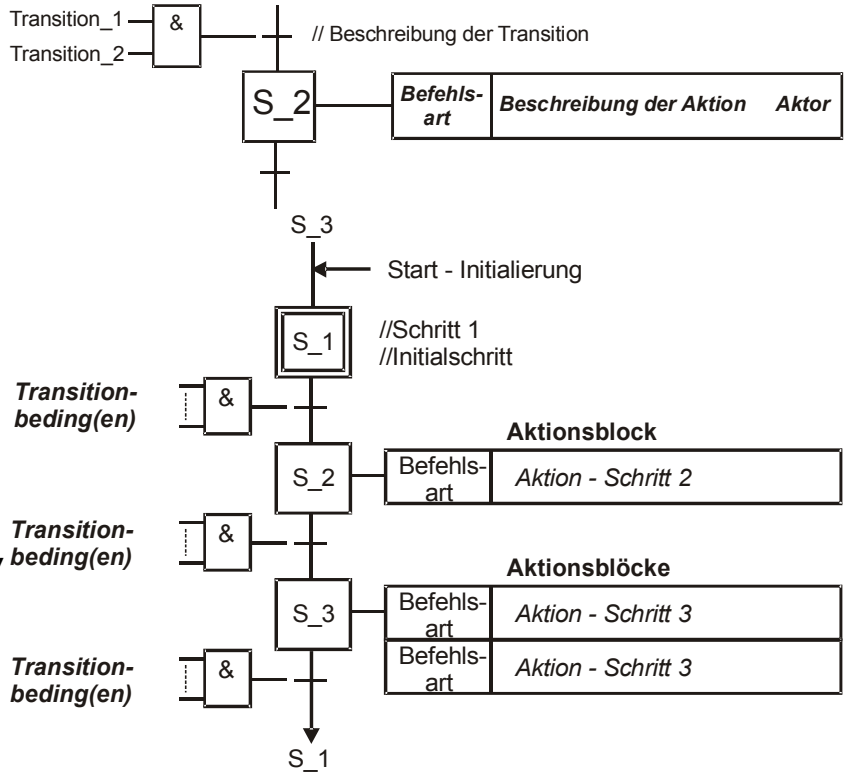 Transition_1
&
// Beschreibung der Transition
Transition_2
S_2
Befehls-
art
Beschreibung der Aktion Aktor
S_3
Start - Initialierung
S_1
//Schritt 1
//Initialschritt
Transition-
beding(en)
&
Aktionsblock
S_2
Befehls-
art
Aktion - Schritt 2
Transition-
beding(en)
&
Aktionsblöcke
S_3
Befehls-
art
Aktion - Schritt 3
Befehls-
art
Aktion - Schritt 3
Transition-
beding(en)
&
S_1